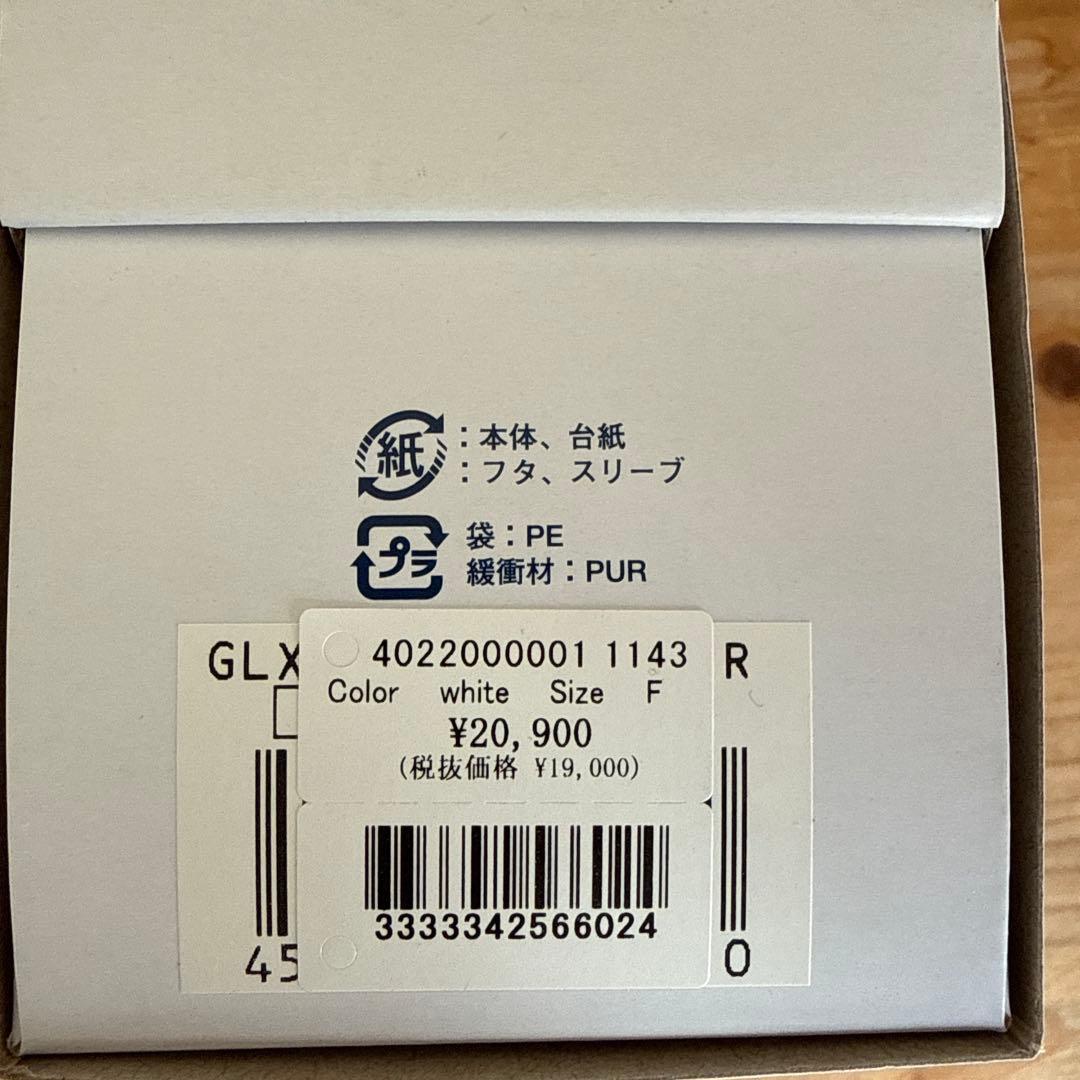 紙 : 本体、台紙
: フタ、スリーブ
プラ 袋 : PE
緩衝材 : PUR
GLX R
4022000001 1143
Color white Size F
¥20,900
(税抜価格 ¥19,000)
3333342566024
45 0